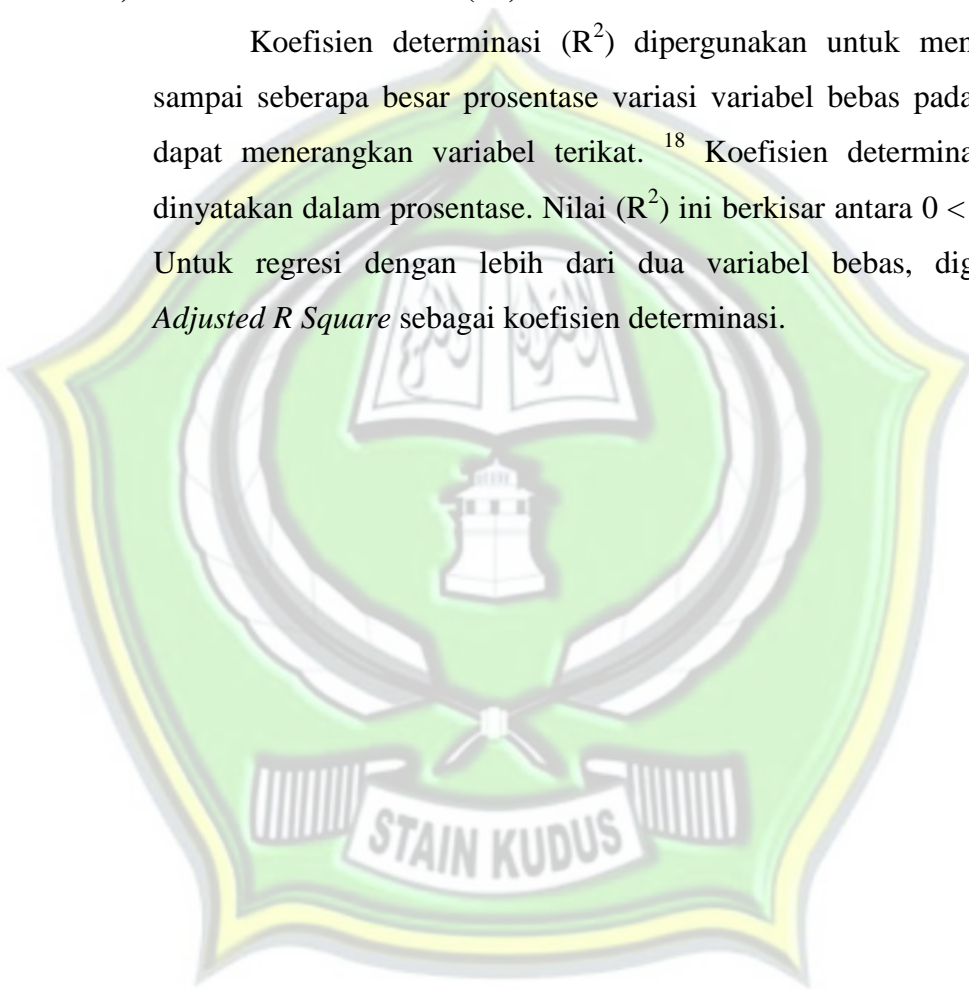 Koefisien determinasi (R²) dipergunakan untuk men
sampai seberapa besar prosentase variasi variabel bebas pada
dapat menerangkan variabel terikat. ¹⁸ Koefisien determina
dinyatakan dalam prosentase. Nilai (R²) ini berkisar antara 0 <
Untuk regresi dengan lebih dari dua variabel bebas, dig
Adjusted R Square sebagai koefisien determinasi.
STAIN KUDUS